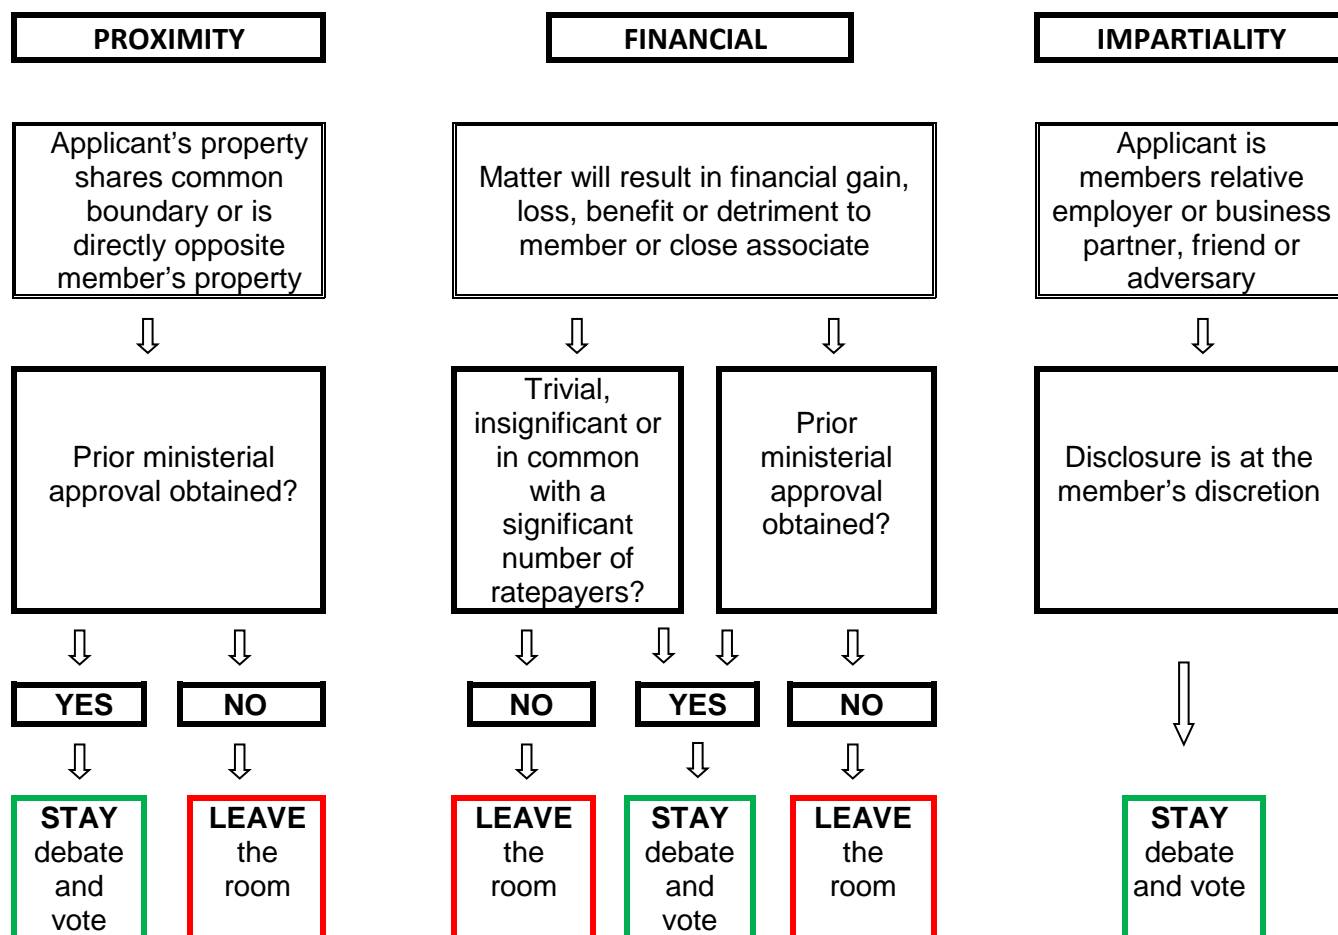 PROXIMITY
FINANCIAL
IMPARTIALITY
Applicant’s property
shares common
boundary or is
directly opposite
member’s property
Matter will result in financial gain,
loss, benefit or detriment to
member or close associate
Applicant is
members relative
employer or business
partner, friend or
adversary
Prior ministerial
approval obtained?
Trivial,
insignificant or
in common
with a
significant
number of
ratepayers?
Prior
ministerial
approval
obtained?
Disclosure is at the
member’s discretion
YES
NO
NO
YES
NO
STAY
debate
and
vote
LEAVE
the
room
LEAVE
the
room
STAY
debate
and
vote
LEAVE
the
room
STAY
debate
and vote